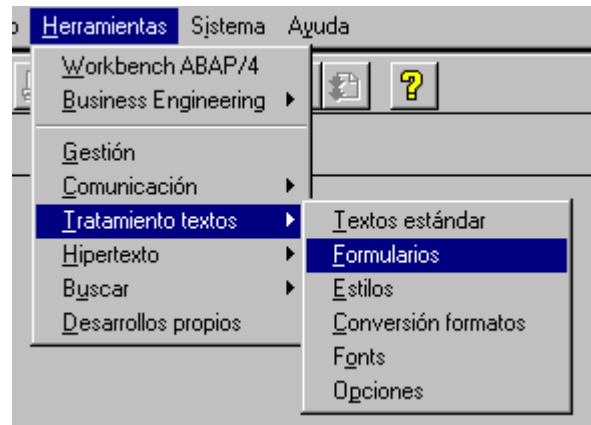 Herramientas Sistema Ayuda
Workbench ABAP/4
Business Engineering
Gestión
Comunicación
Tratamiento textos
Hipertexto
Buscar
Desarrollos propios
Textos estándar
Formularios
Estilos
Conversión formatos
Fonts
Opciones